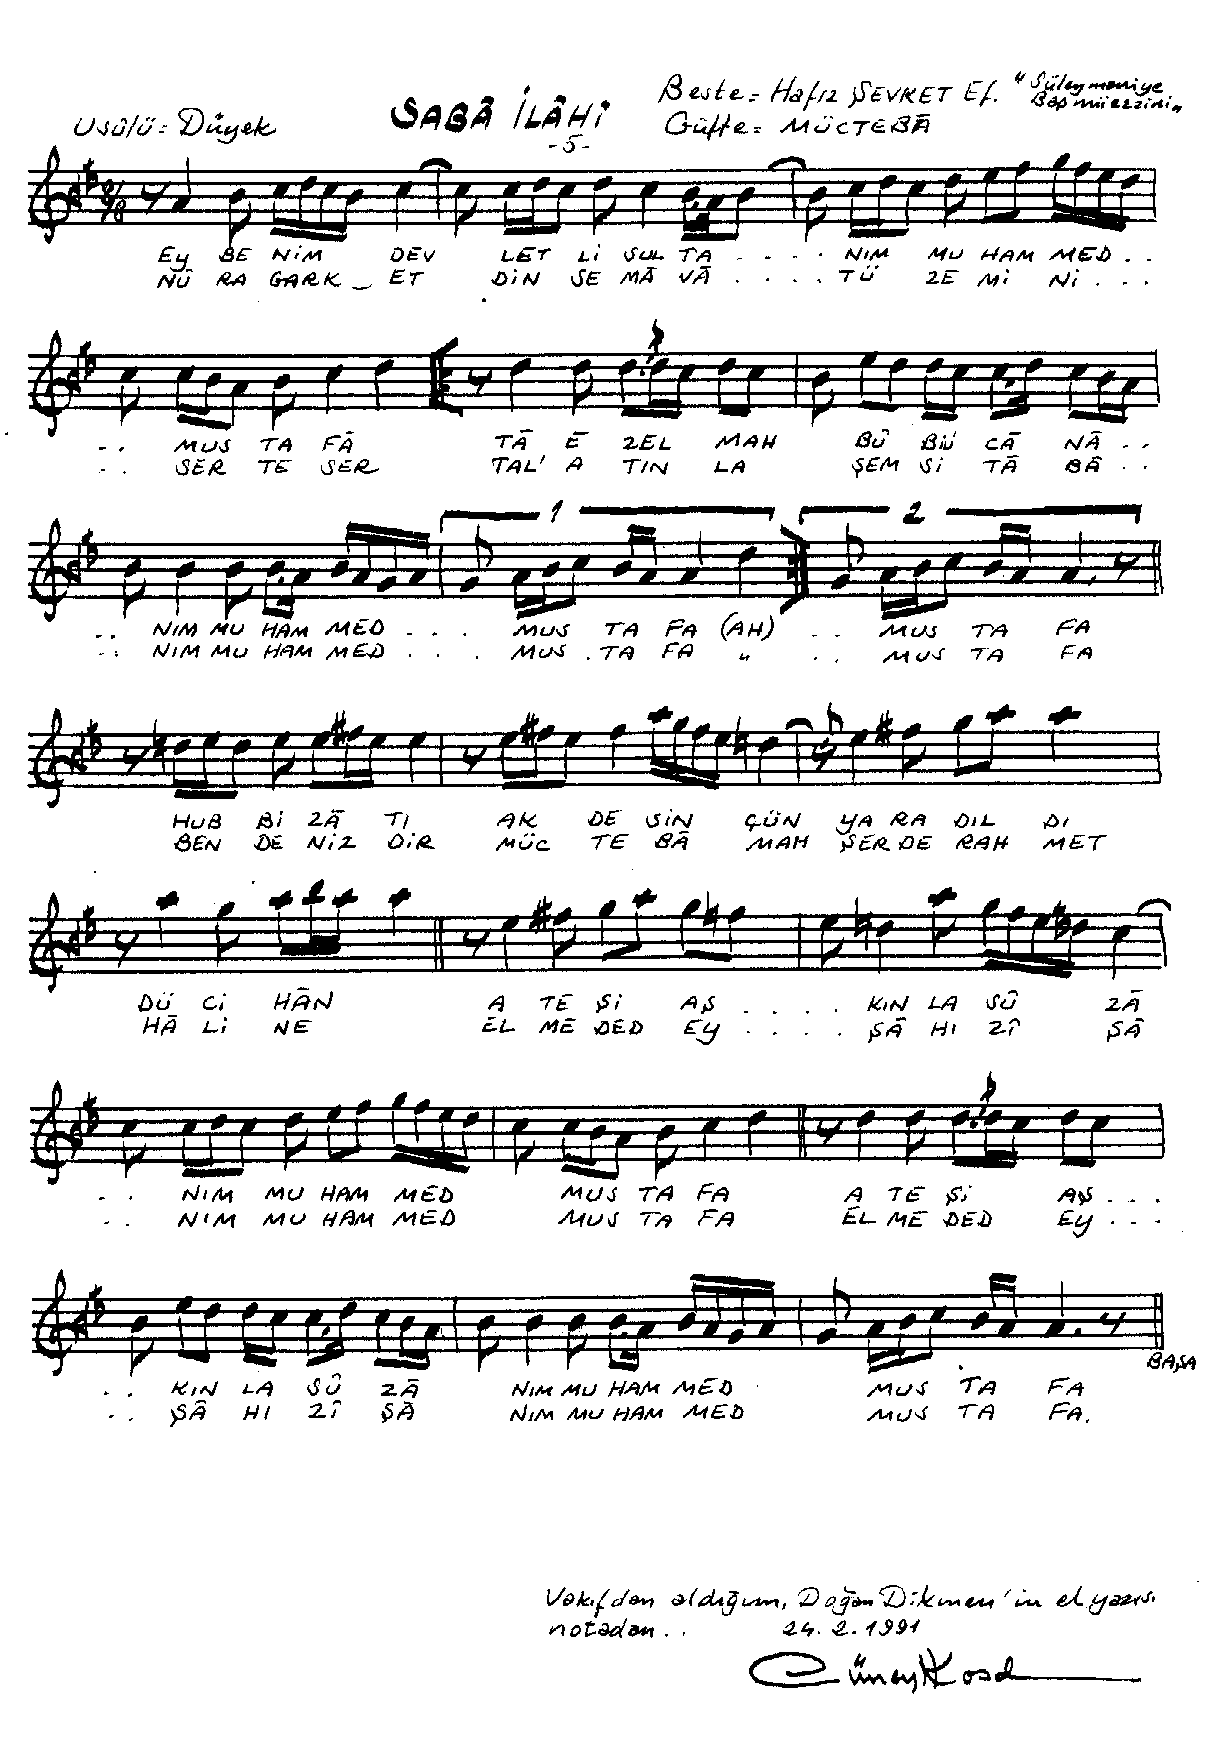 Usûlü = Düyek
SABÂ İLÂHİ
-5-
Beste = Hafız ŞEVKET Ef. "Süleymaniye Baş müezzini"
Güfte = MÜCTEBÂ
9/8
EY BE NİM DEV LET Lİ SUL TA . . . . NİM MU HAM MED . .
NÛ RA GARK _ ET DİN SE MÂ VÂ . . . . TÜ ZE Mİ Nİ . . .
. . MUS TA FÂ TÂ E ZEL MAH BÛ BÜ CÂ NÂ . .
. . SER TE SER TAL' A TIN LA ŞEM Sİ TÂ BÂ . .
1 2
. . NIM MU HAM MED . . . MUS TA FA (AH) . . MUS TA FA
. . NIM MU HAM MED . . . MUS . TA FA " . . MUS TA FA
HUB Bİ ZÂ TI AK DE SİN ÇÜN YA RA DIL DI
BEN DE NİZ DİR MÜC TE BÂ MAH ŞER DE RAH MET
DÜ Cİ HÂN A TE Şİ AŞ . . . . KIN LA SÛ ZÂ
HÂ Lİ NE EL ME DED EY . . . . ŞÂ HI ZÎ ŞÂ
. . NIM MU HAM MED MUS TA FA A TE Şİ AŞ . . .
. . NIM MU HAM MED MUS TA FA EL ME DED EY . . .
. . KIN LA SÛ ZÂ NIM MU HAM MED MUS TA FA
. . ŞÂ HI ZÎ ŞÂ NIM MU HAM MED MUS TA FA.
BAŞA
Vakıfdan aldığım, Doğan Dikmen'in el yazısı
notadan . . 24.2.1991